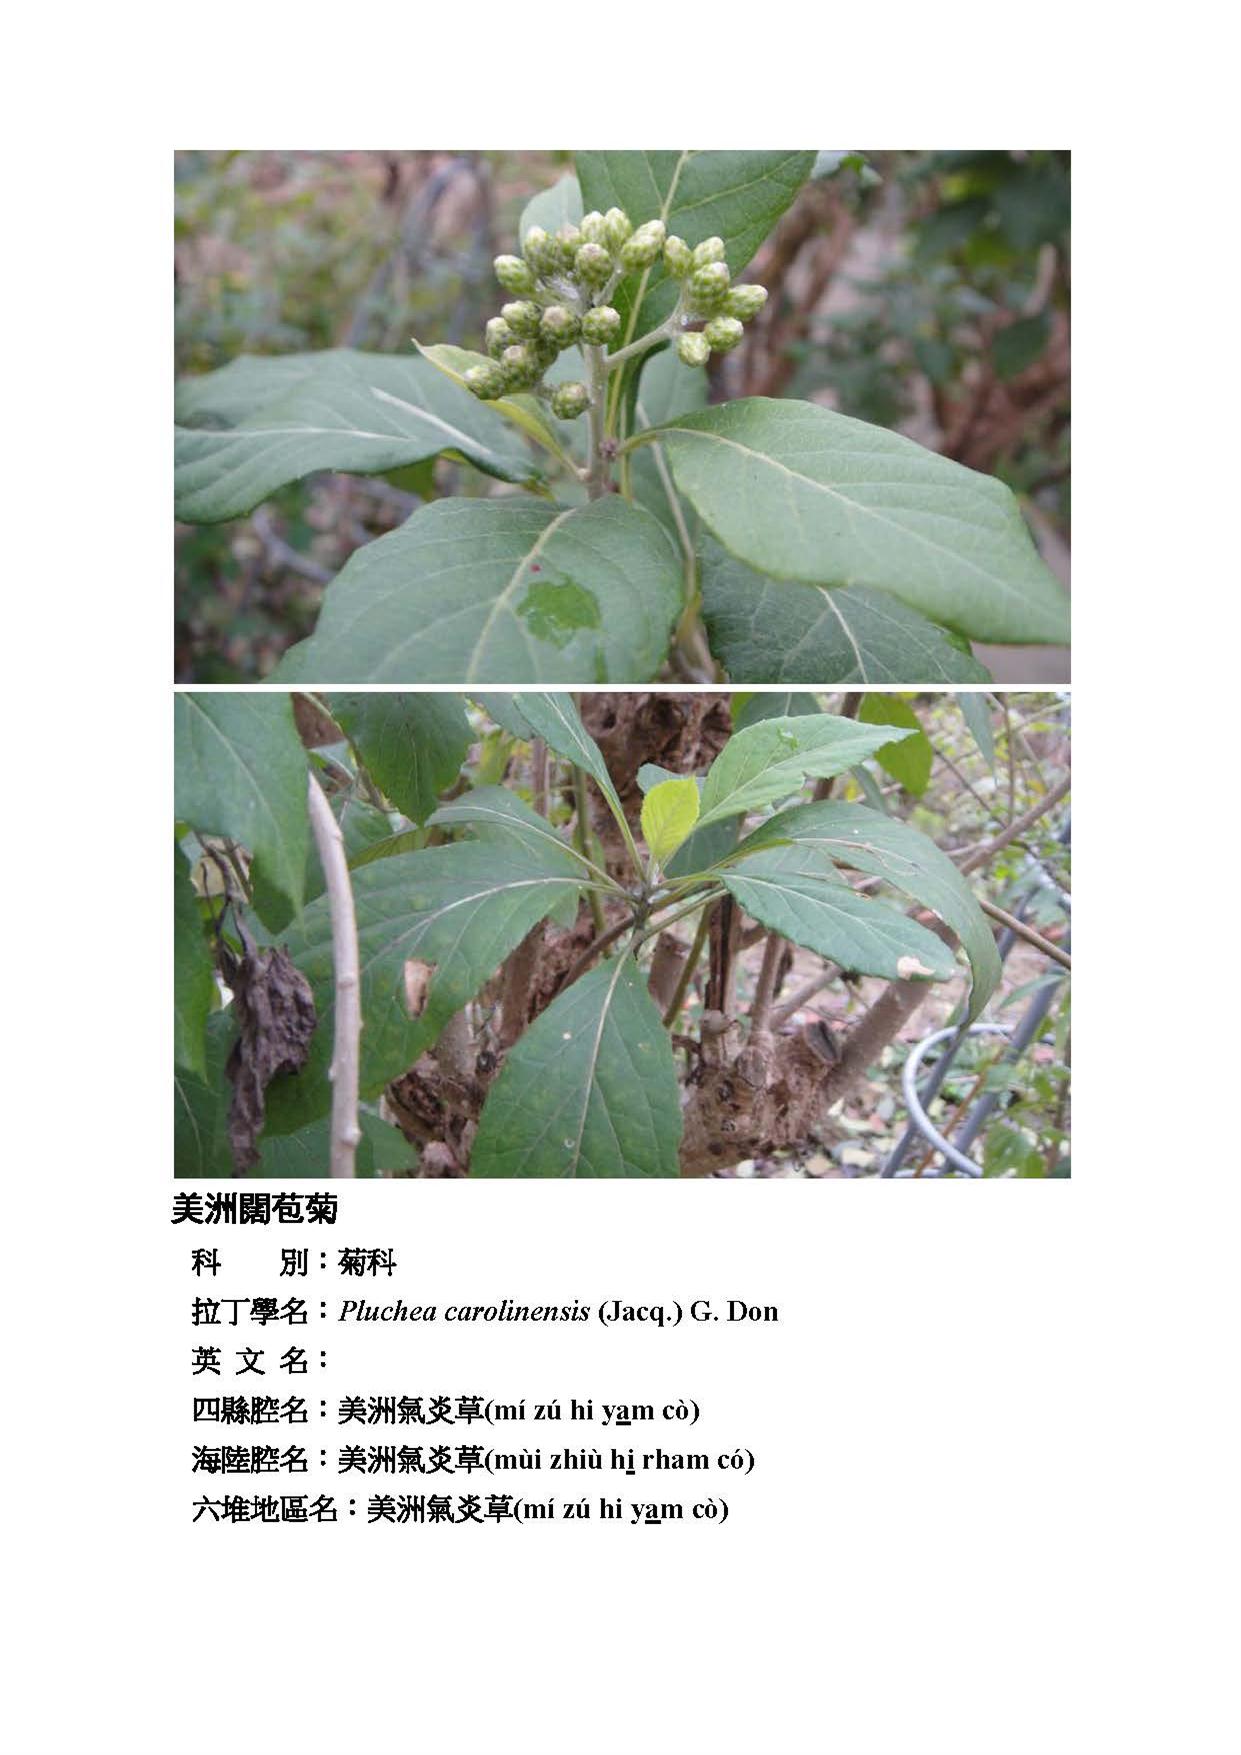 美洲闊苞菊
科　　別：菊科
拉丁學名：Pluchea carolinensis (Jacq.) G. Don
英 文 名：
四縣腔名：美洲氣炎草(mí zú hi ya̲m cò)
海陸腔名：美洲氣炎草(mùi zhiù hi̲ rham có)
六堆地區名：美洲氣炎草(mí zú hi ya̲m cò)